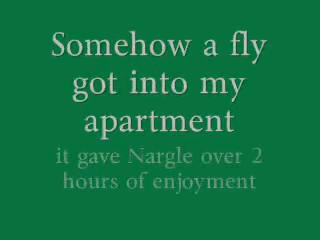 Somehow a fly
got into my
apartment
it gave Nargle over 2
hours of enjoyment